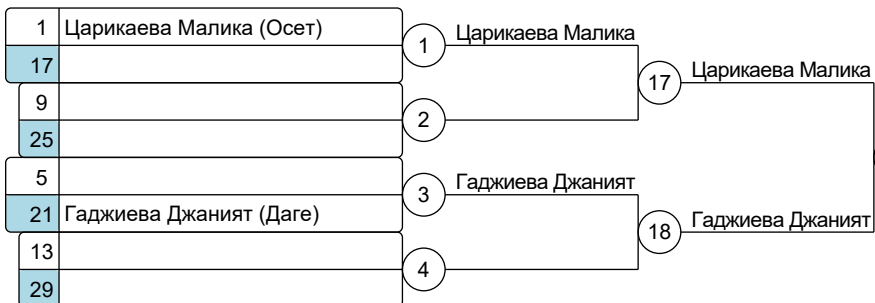 1 Царикаева Малика (Осет)
17
1 Царикаева Малика
9
25
2
17 Царикаева Малика
5
21 Гаджиева Джаният (Даге)
3 Гаджиева Джаният
13
29
4
18 Гаджиева Джаният